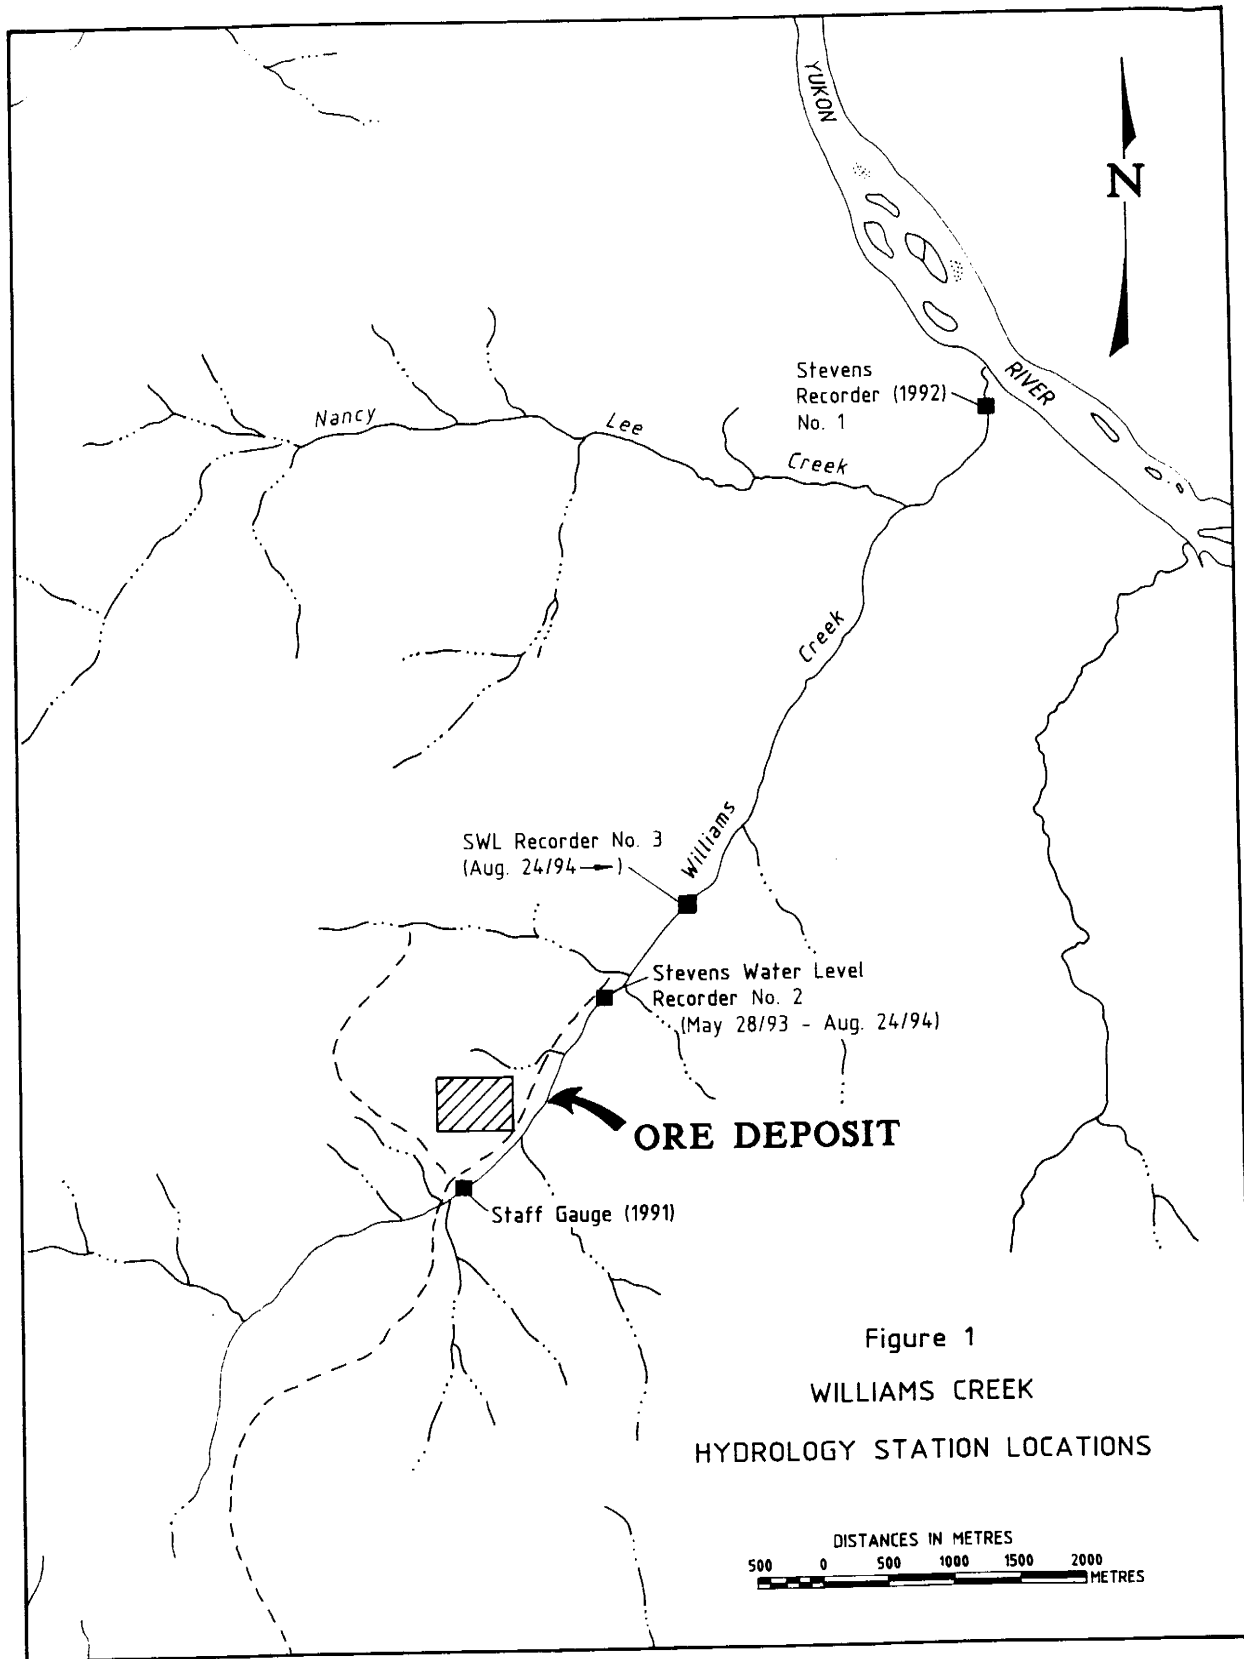 YUKON
N
RIVER
Stevens
Recorder (1992)
No. 1
Nancy
Lee
Creek
Creek
Williams
SWL Recorder No. 3
(Aug. 24/94 → )
Stevens Water Level
Recorder No. 2
(May 28/93 - Aug. 24/94)
ORE DEPOSIT
Staff Gauge (1991)
Figure 1
WILLIAMS CREEK
HYDROLOGY STATION LOCATIONS
DISTANCES IN METRES
500 0 500 1000 1500 2000
METRES